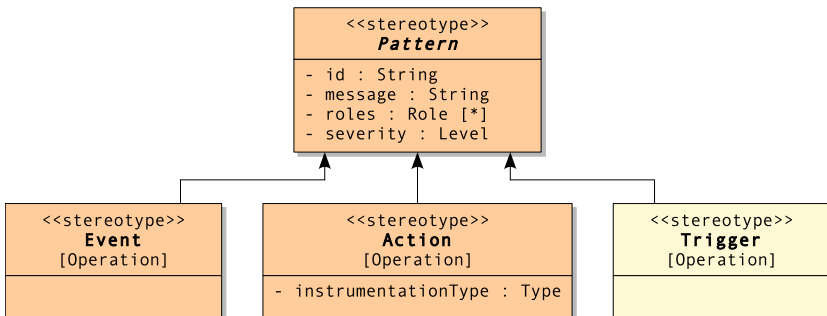 <<stereotype>>
Pattern
- id : String
- message : String
- roles : Role [*]
- severity : Level
<<stereotype>>
Event
[Operation]
<<stereotype>>
Action
[Operation]
- instrumentationType : Type
<<stereotype>>
Trigger
[Operation]